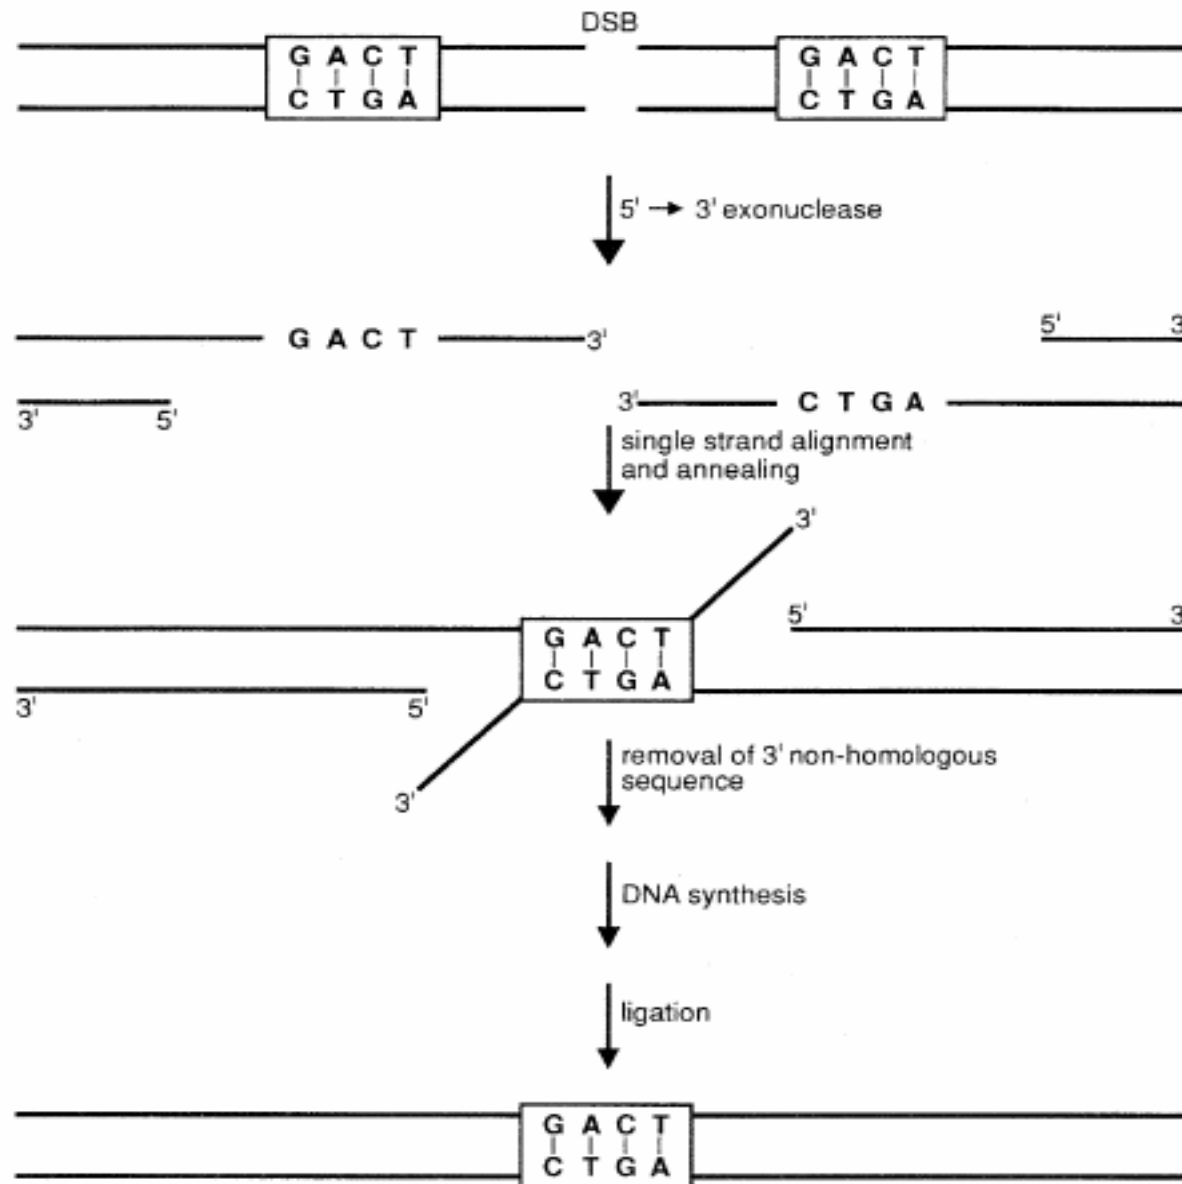 DSB
G A C T G A C T
C T G A C T G A
5' → 3' exonuclease
G A C T 3' 5' 3
3' 5' 3' C T G A
single strand alignment
and annealing
3'
5' 3
G A C T
C T G A
3' 5'
removal of 3' non-homologous
sequence
3'
DNA synthesis
ligation
G A C T
C T G A